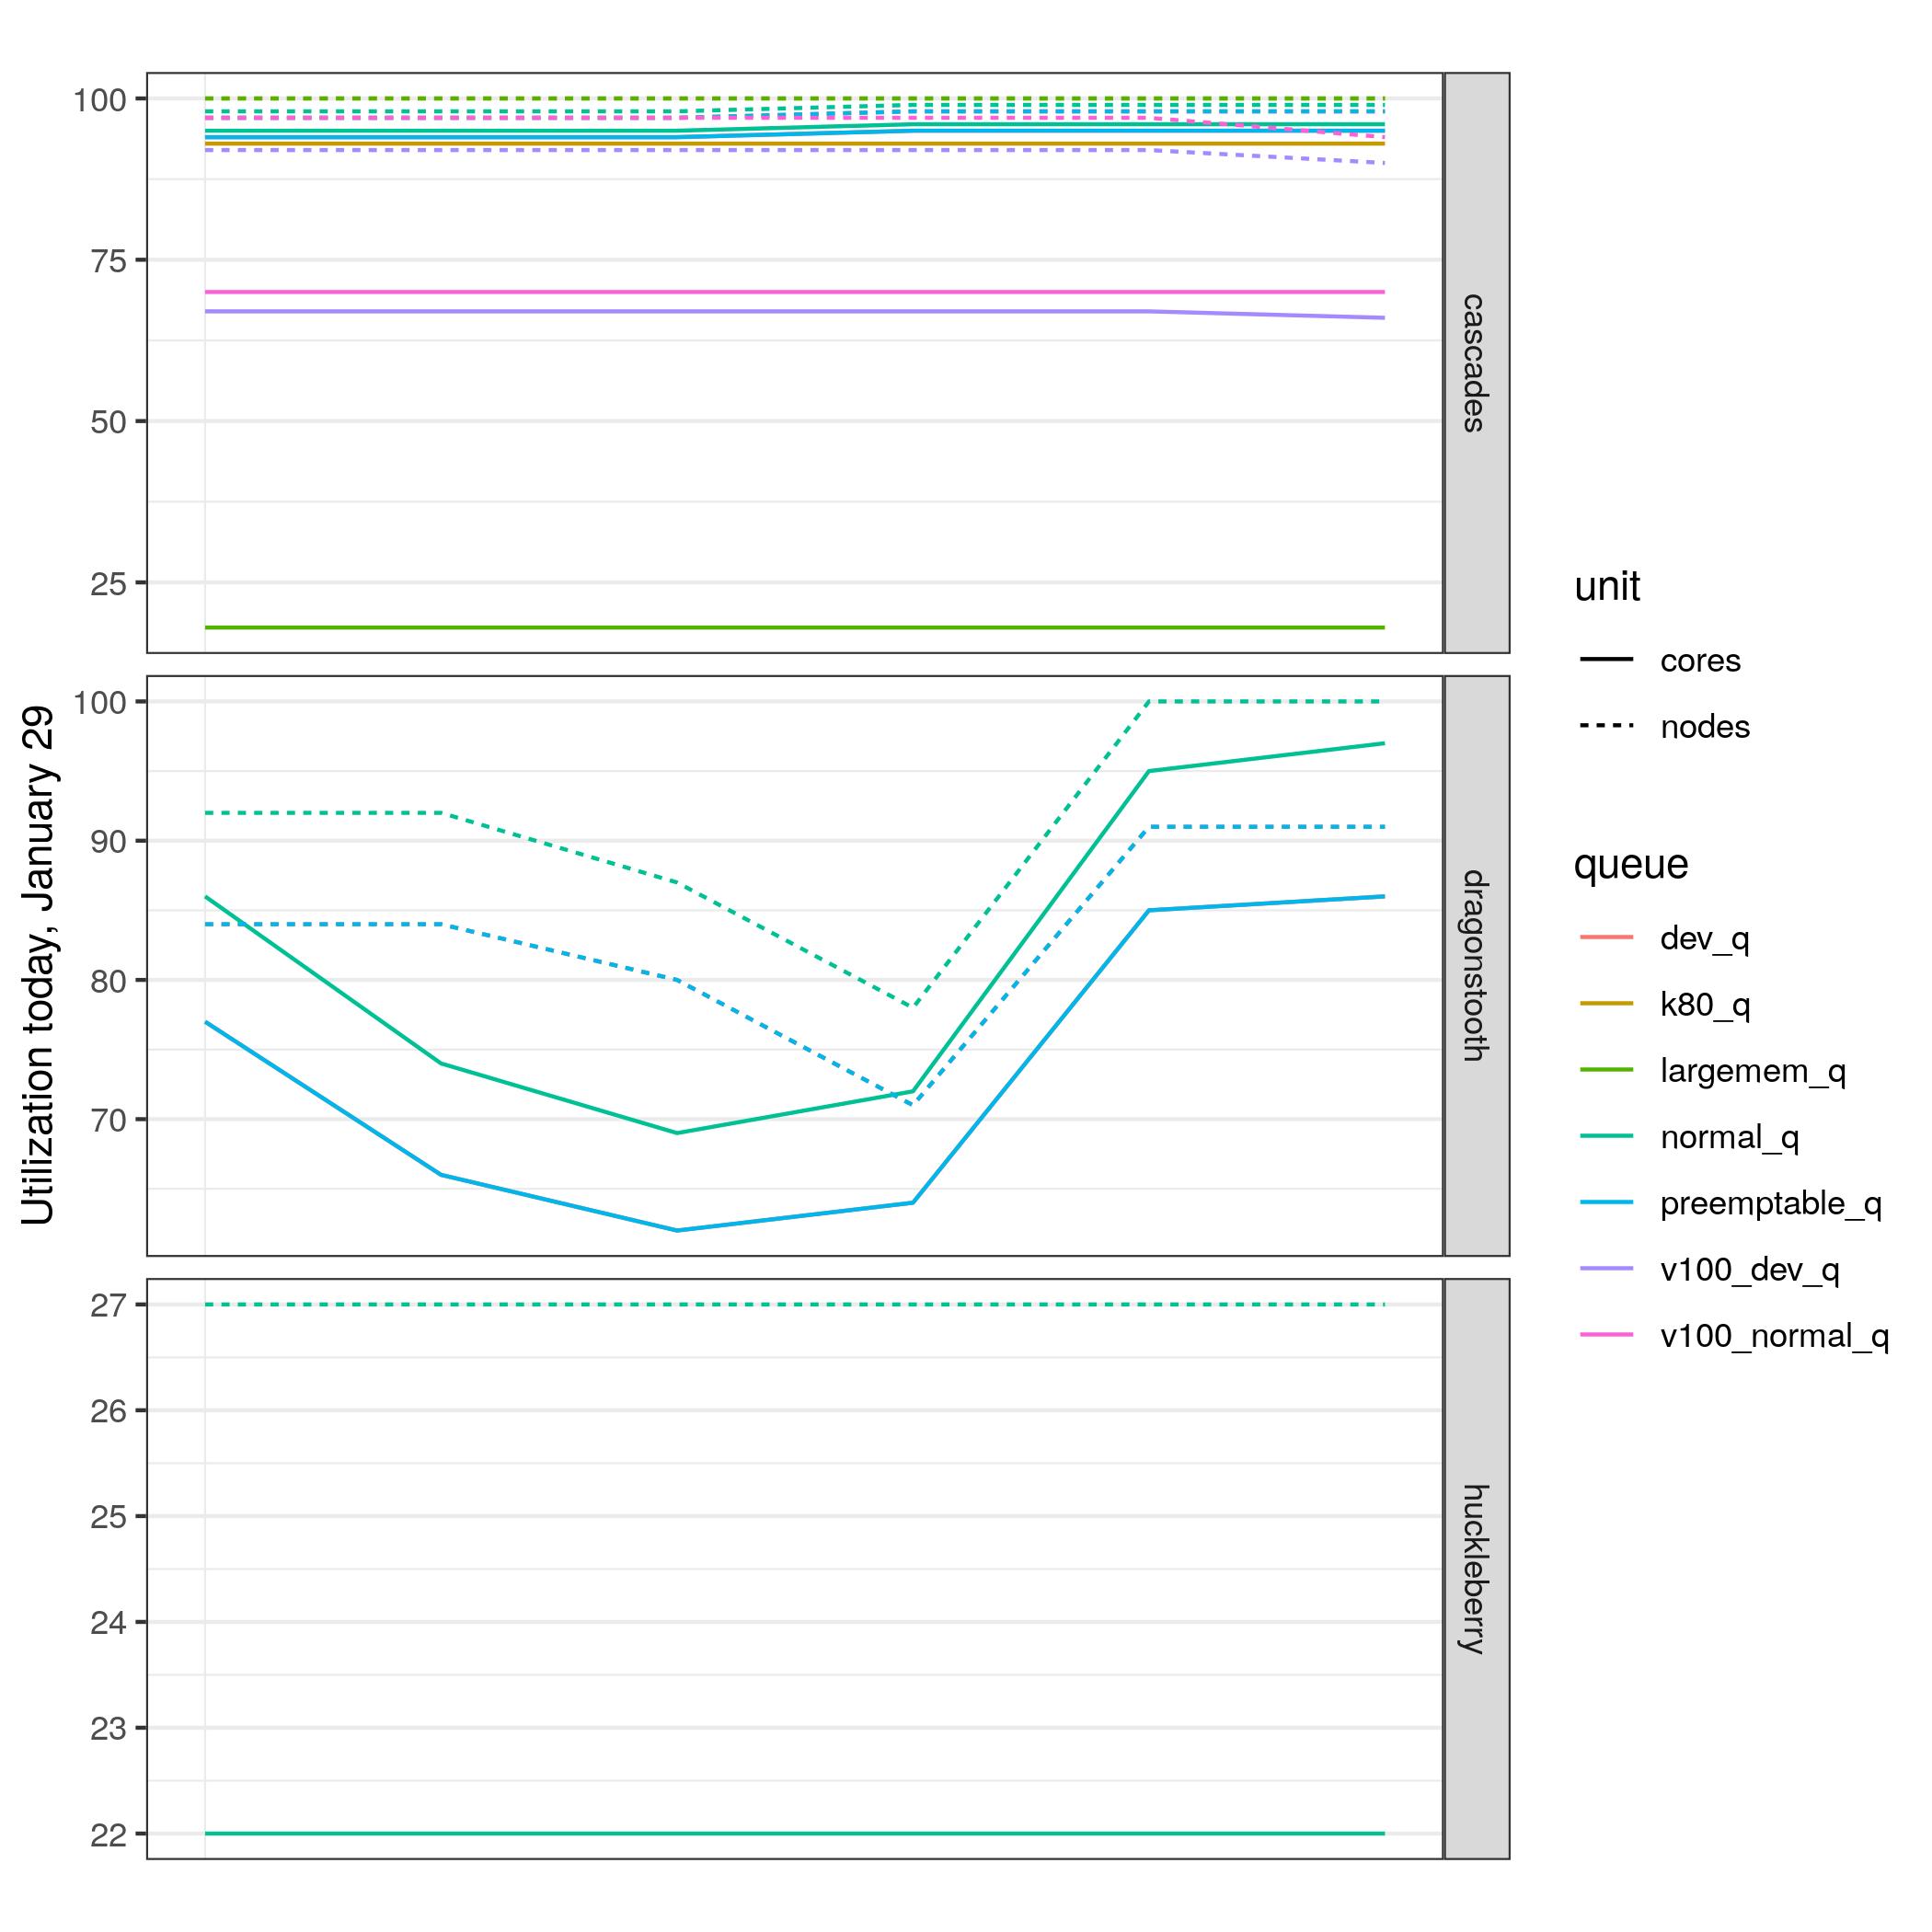 Utilization today, January 29
100
75
50
25
cascades
100
90
80
70
dragonstooth
27
26
25
24
23
22
huckleberry
unit
cores
nodes
queue
dev_q
k80_q
largemem_q
normal_q
preemptable_q
v100_dev_q
v100_normal_q